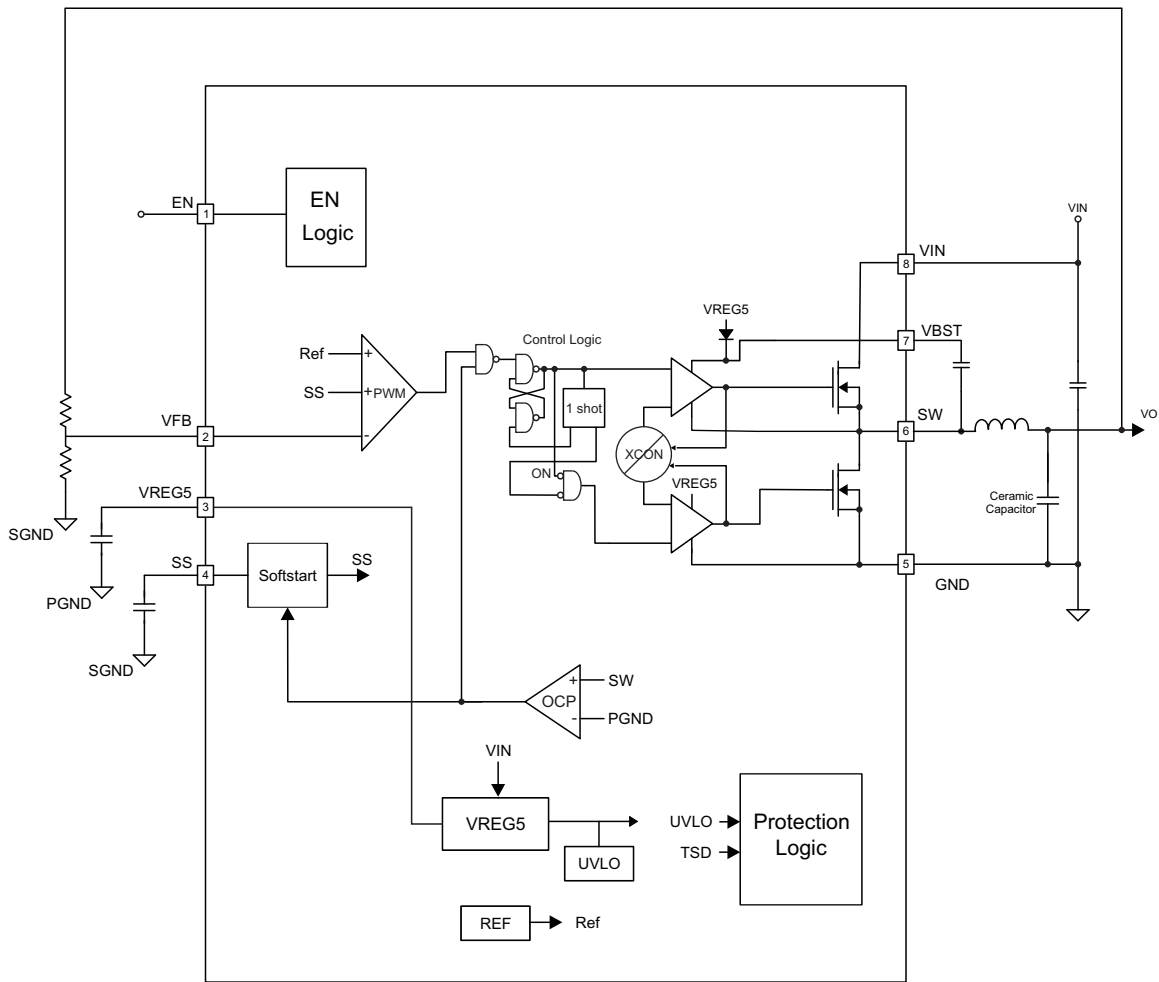 EN
1
EN
Logic
VIN
VIN
8
VREG5
VBST
7
Control Logic
Ref
+
SS
+
PWM
-
1 shot
SW
6
VO
VFB
2
XCON
ON
VREG5
Ceramic
Capacitor
VREG5
3
SGND
SS
4
Softstart
SS
5
GND
PGND
SGND
+
SW
OCP
-
PGND
VIN
VREG5
UVLO
UVLO
TSD
Protection
Logic
REF
Ref